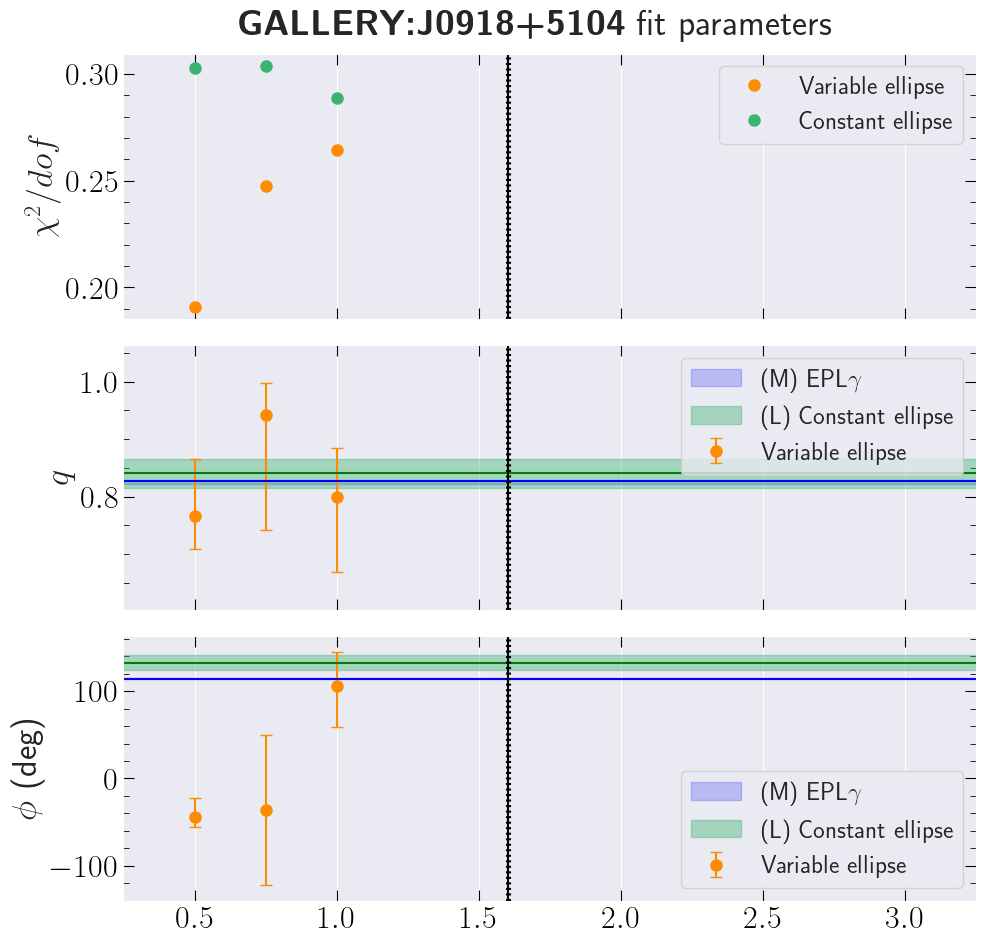 GALLERY:J0918+5104 fit parameters
χ²/dof
0.30
0.25
0.20
Variable ellipse
Constant ellipse
q
1.0
0.8
(M) EPLγ
(L) Constant ellipse
Variable ellipse
ϕ (deg)
100
0
−100
(M) EPLγ
(L) Constant ellipse
Variable ellipse
0.5 1.0 1.5 2.0 2.5 3.0